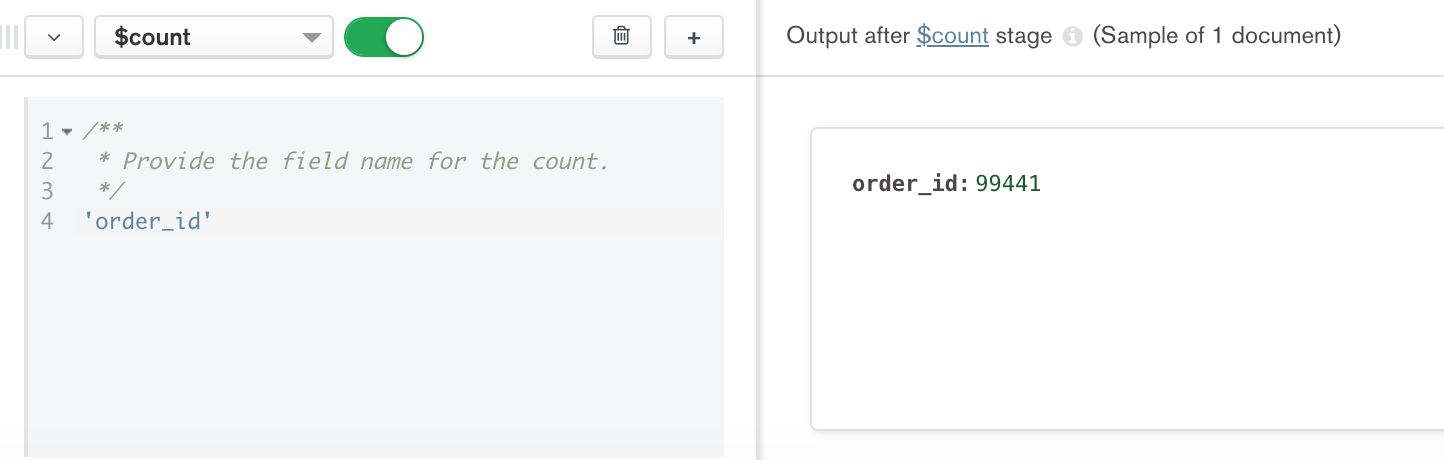 $count
+
Output after $count stage (Sample of 1 document)
1 /**
2 * Provide the field name for the count.
3 */
4 'order_id'
order_id: 99441